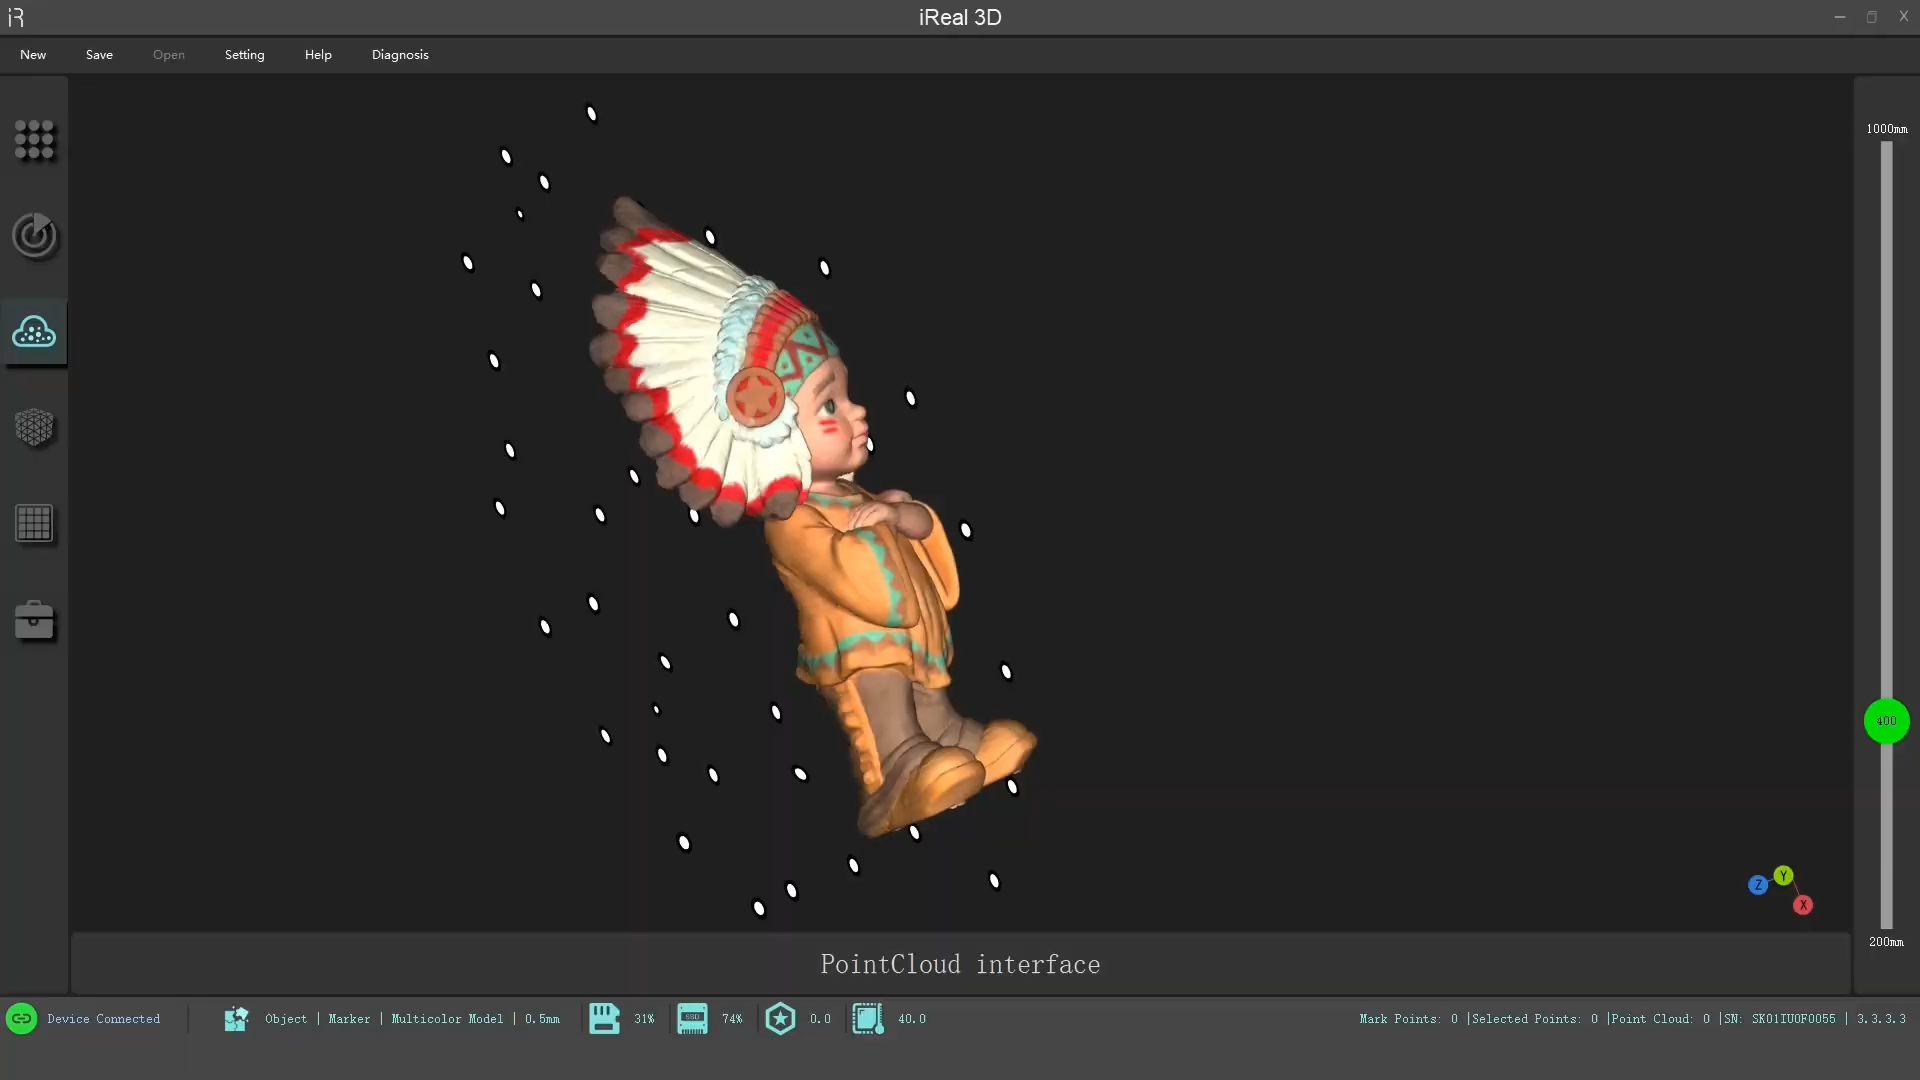 iR
iReal 3D
X
New Save Open Setting Help Diagnosis
1000mm
400
Z Y
X
200mm
PointCloud interface
Device Connected Object | Marker | Multicolor Model | 0.5mm SSD 31% 74% 0.0 40.0 Mark Points: 0 |Selected Points: 0 |Point Cloud: 0 |SN: SK01IU0F0055 | 3.3.3.3